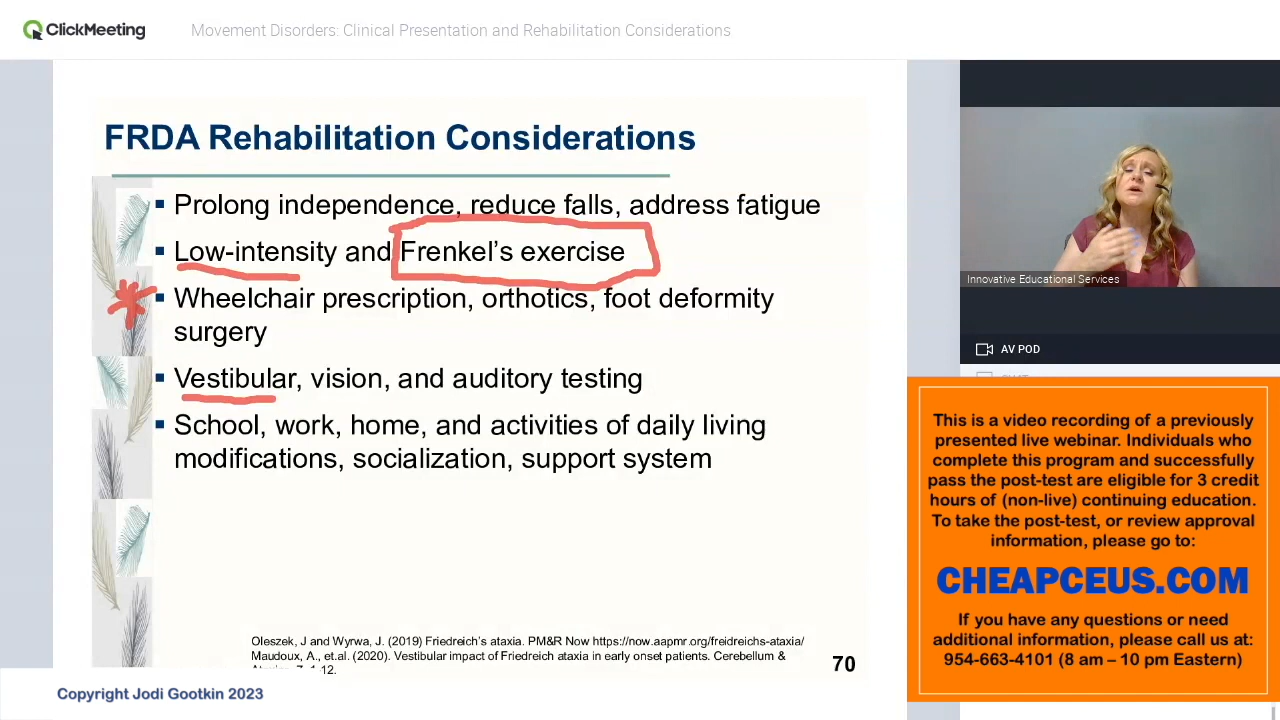 ClickMeeting
Movement Disorders: Clinical Presentation and Rehabilitation Considerations
FRDA Rehabilitation Considerations
▪ Prolong independence, reduce falls, address fatigue
▪ Low-intensity and Frenkel's exercise
▪ Wheelchair prescription, orthotics, foot deformity
surgery
▪ Vestibular, vision, and auditory testing
▪ School, work, home, and activities of daily living
modifications, socialization, support system
Oleszek, J and Wyrwa, J. (2019) Friedreich's ataxia. PM&R Now https://now.aapmr.org/freidreichs-ataxia/
Maudoux, A., et.al. (2020). Vestibular impact of Friedreich ataxia in early onset patients. Cerebellum &
70
Copyright Jodi Gootkin 2023
Innovative Educational Services
AV POD
This is a video recording of a previously
presented live webinar. Individuals who
complete this program and successfully
pass the post-test are eligible for 3 credit
hours of (non-live) continuing education.
To take the post-test, or review approval
information, please go to:
CHEAPCEUS.COM
If you have any questions or need
additional information, please call us at:
954-663-4101 (8 am – 10 pm Eastern)